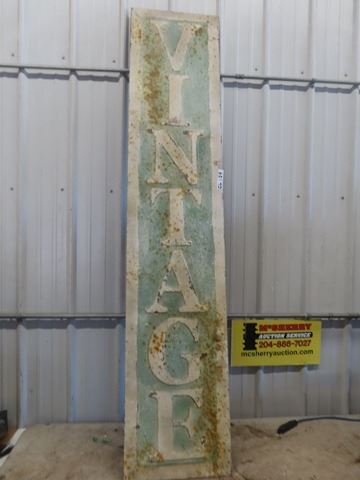 VINTAGE
McSHERRY
AUCTION SERVICE
204-886-7027
mcsherryauction.com